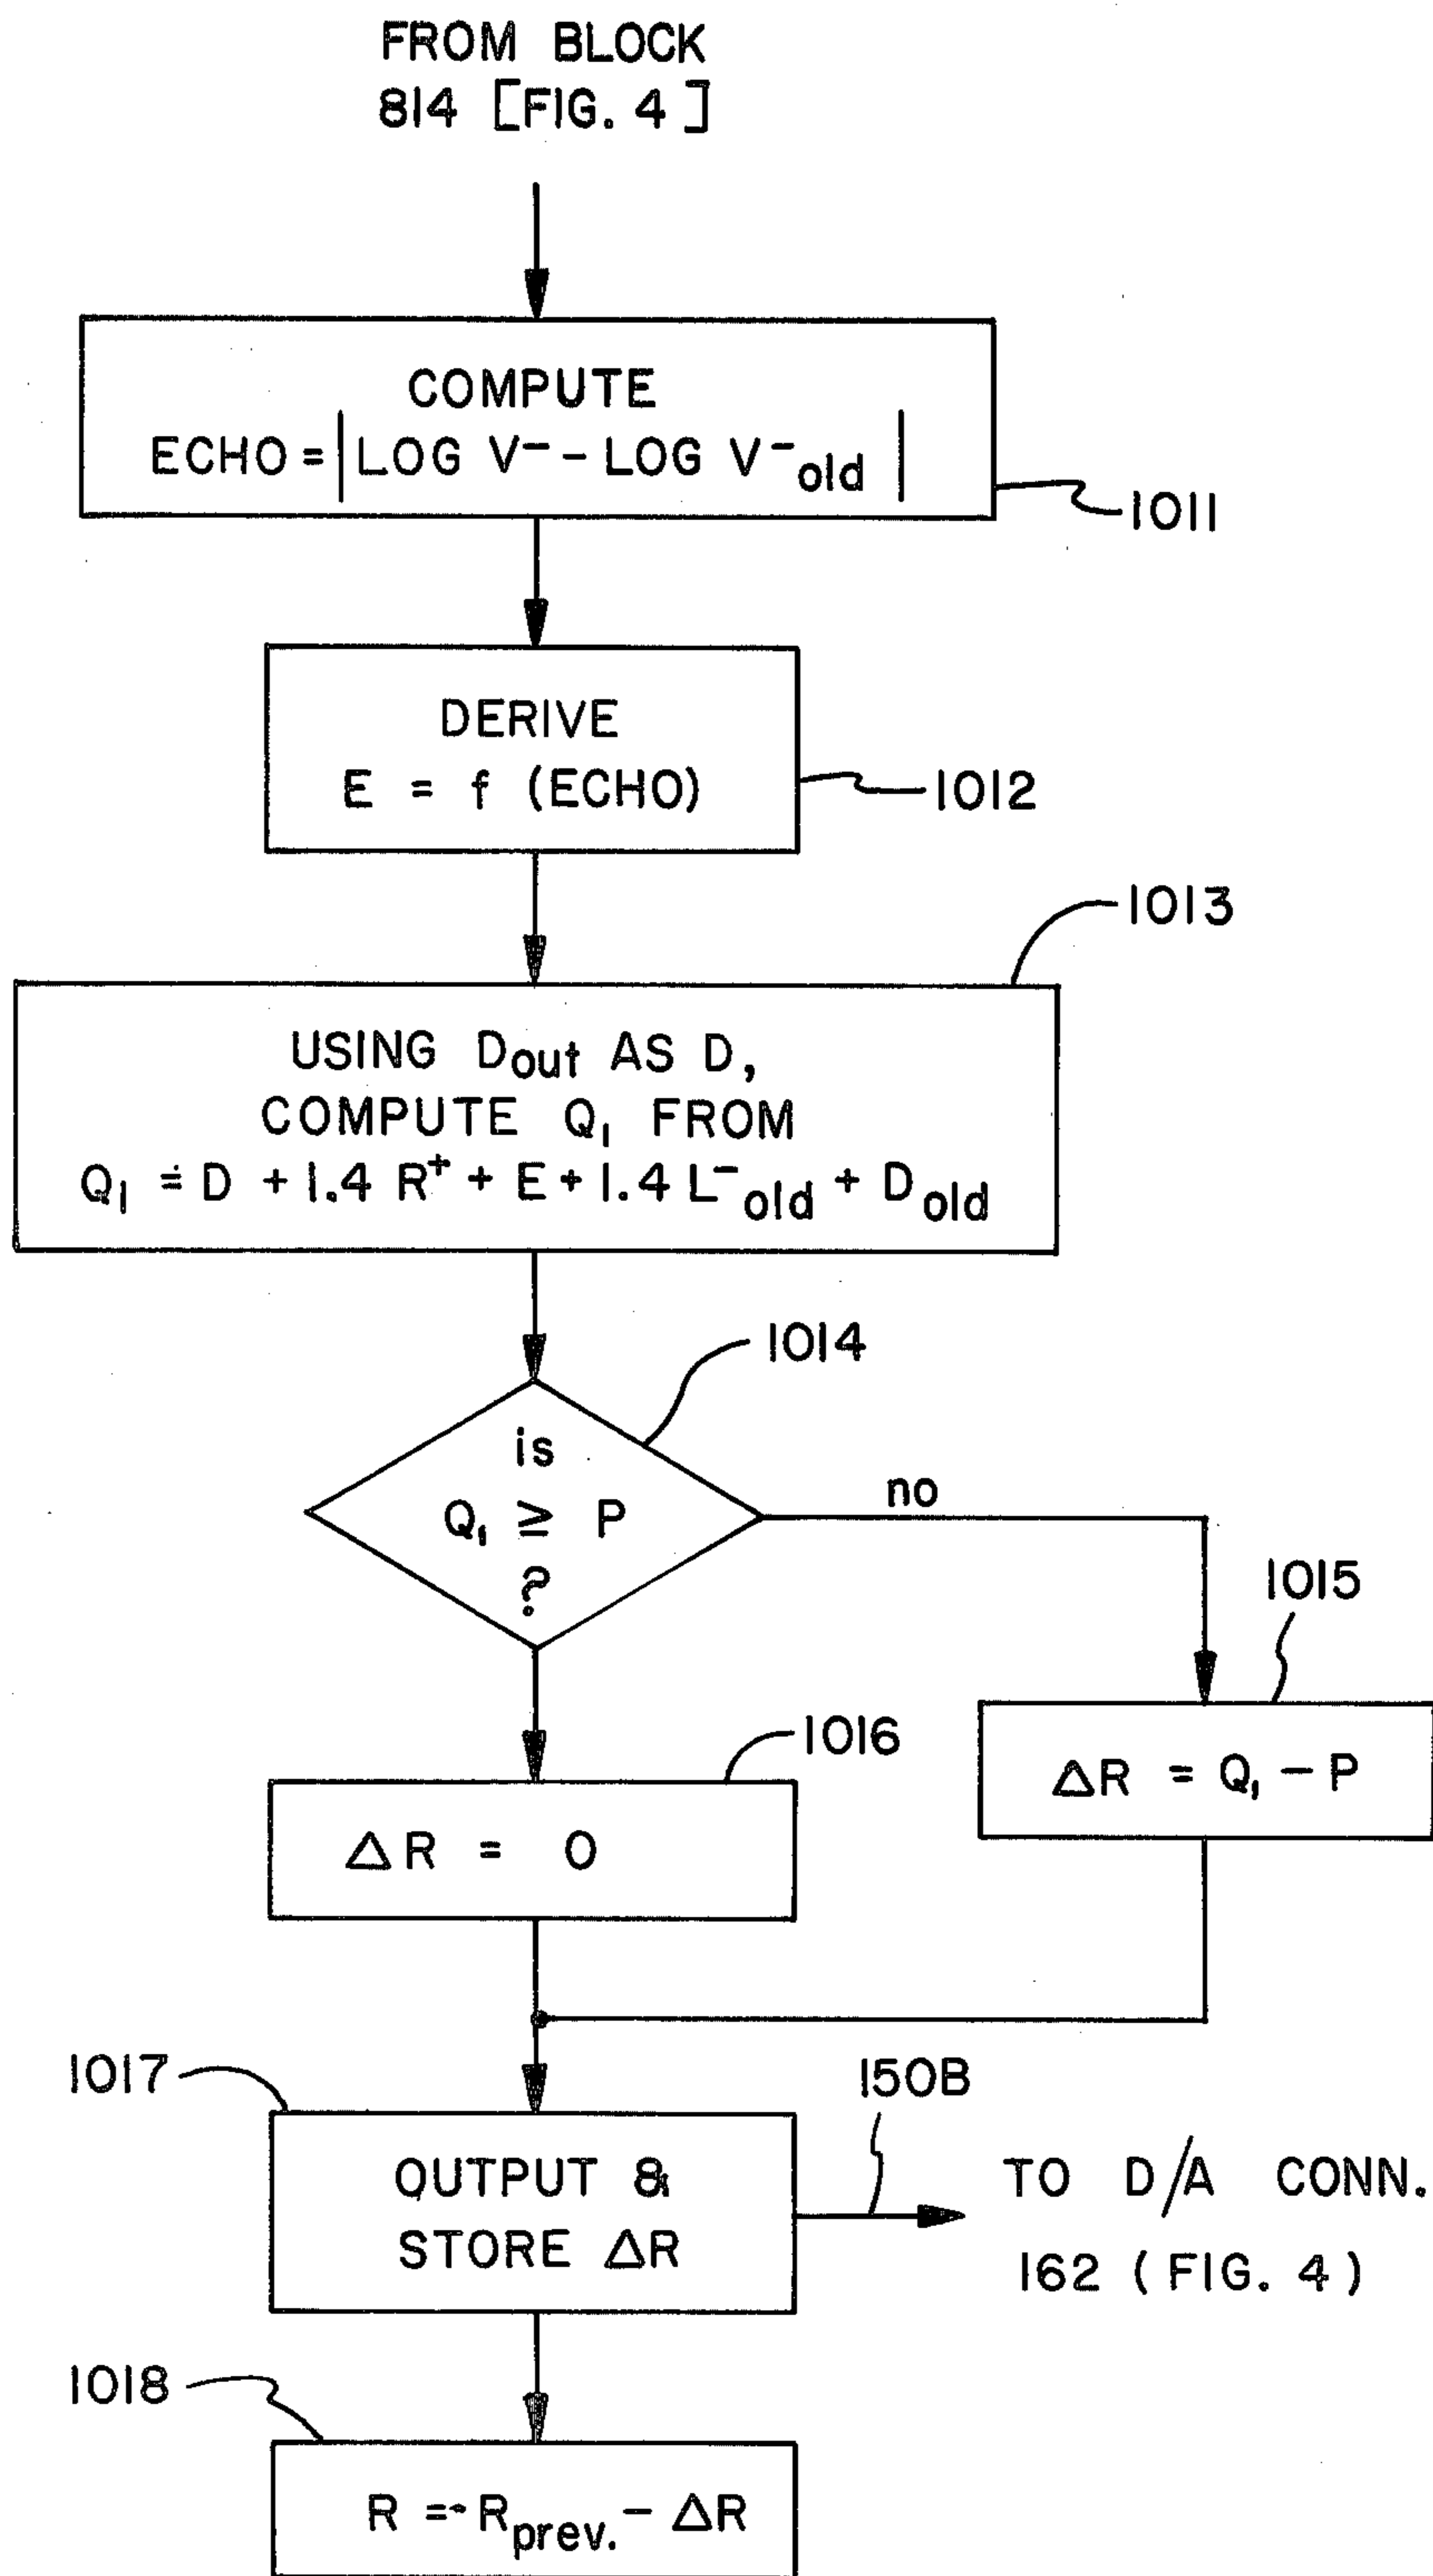 FROM BLOCK
814 [FIG. 4]
COMPUTE
ECHO = |LOG V⁻ - LOG V⁻old|
1011
DERIVE
E = f (ECHO)
1012
1013
USING Dout AS D,
COMPUTE Q₁ FROM
Q₁ = D + 1.4 R⁺ + E + 1.4 L⁻old + Dold
1014
is
Q₁ ≥ P
?
no
1015
ΔR = Q₁ - P
1016
ΔR = 0
1017
OUTPUT &
STORE ΔR
150B
TO D/A CONN.
162 (FIG. 4)
1018
R = Rprev. - ΔR